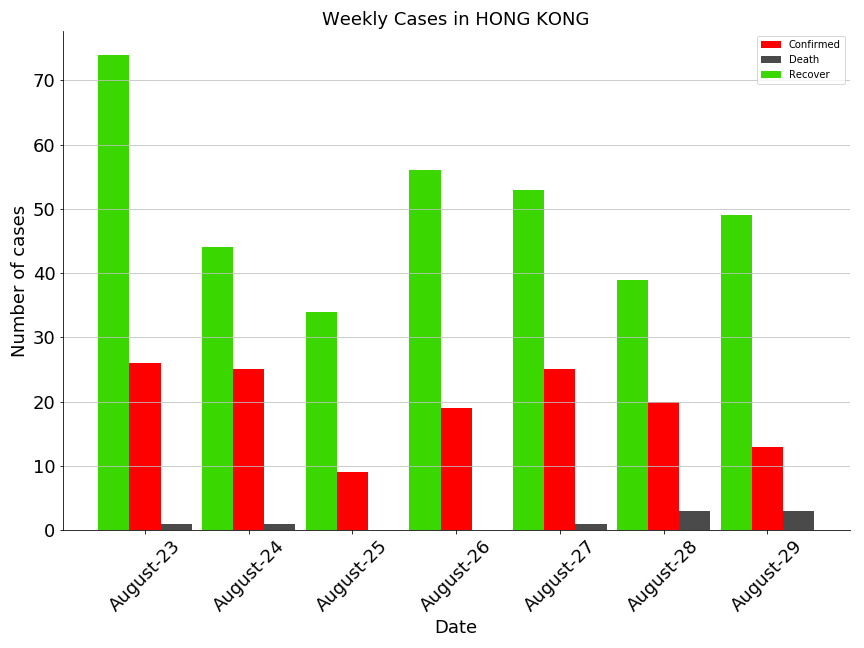 Weekly Cases in HONG KONG
Confirmed
Death
Recover
Number of cases
70
60
50
40
30
20
10
0
August-23
August-24
August-25
August-26
August-27
August-28
August-29
Date